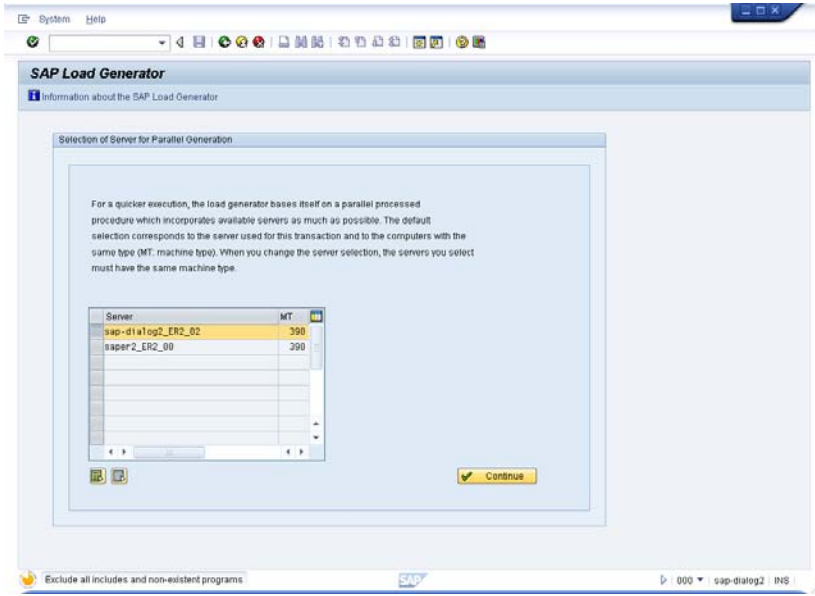 System Help
SAP Load Generator
Information about the SAP Load Generator
Selection of Server for Parallel Generation
For a quicker execution, the load generator bases itself on a parallel processed
procedure which incorporates available servers as much as possible. The default
selection corresponds to the server used for this transaction and to the computers with the
same type (MT: machine type). When you change the server selection, the servers you select
must have the same machine type.
Server MT
sap-dialog2_ER2_02 390
saper2_ER2_00 390
Continue
Exclude all includes and non-existent programs
SAP
000 sap-dialog2 INS